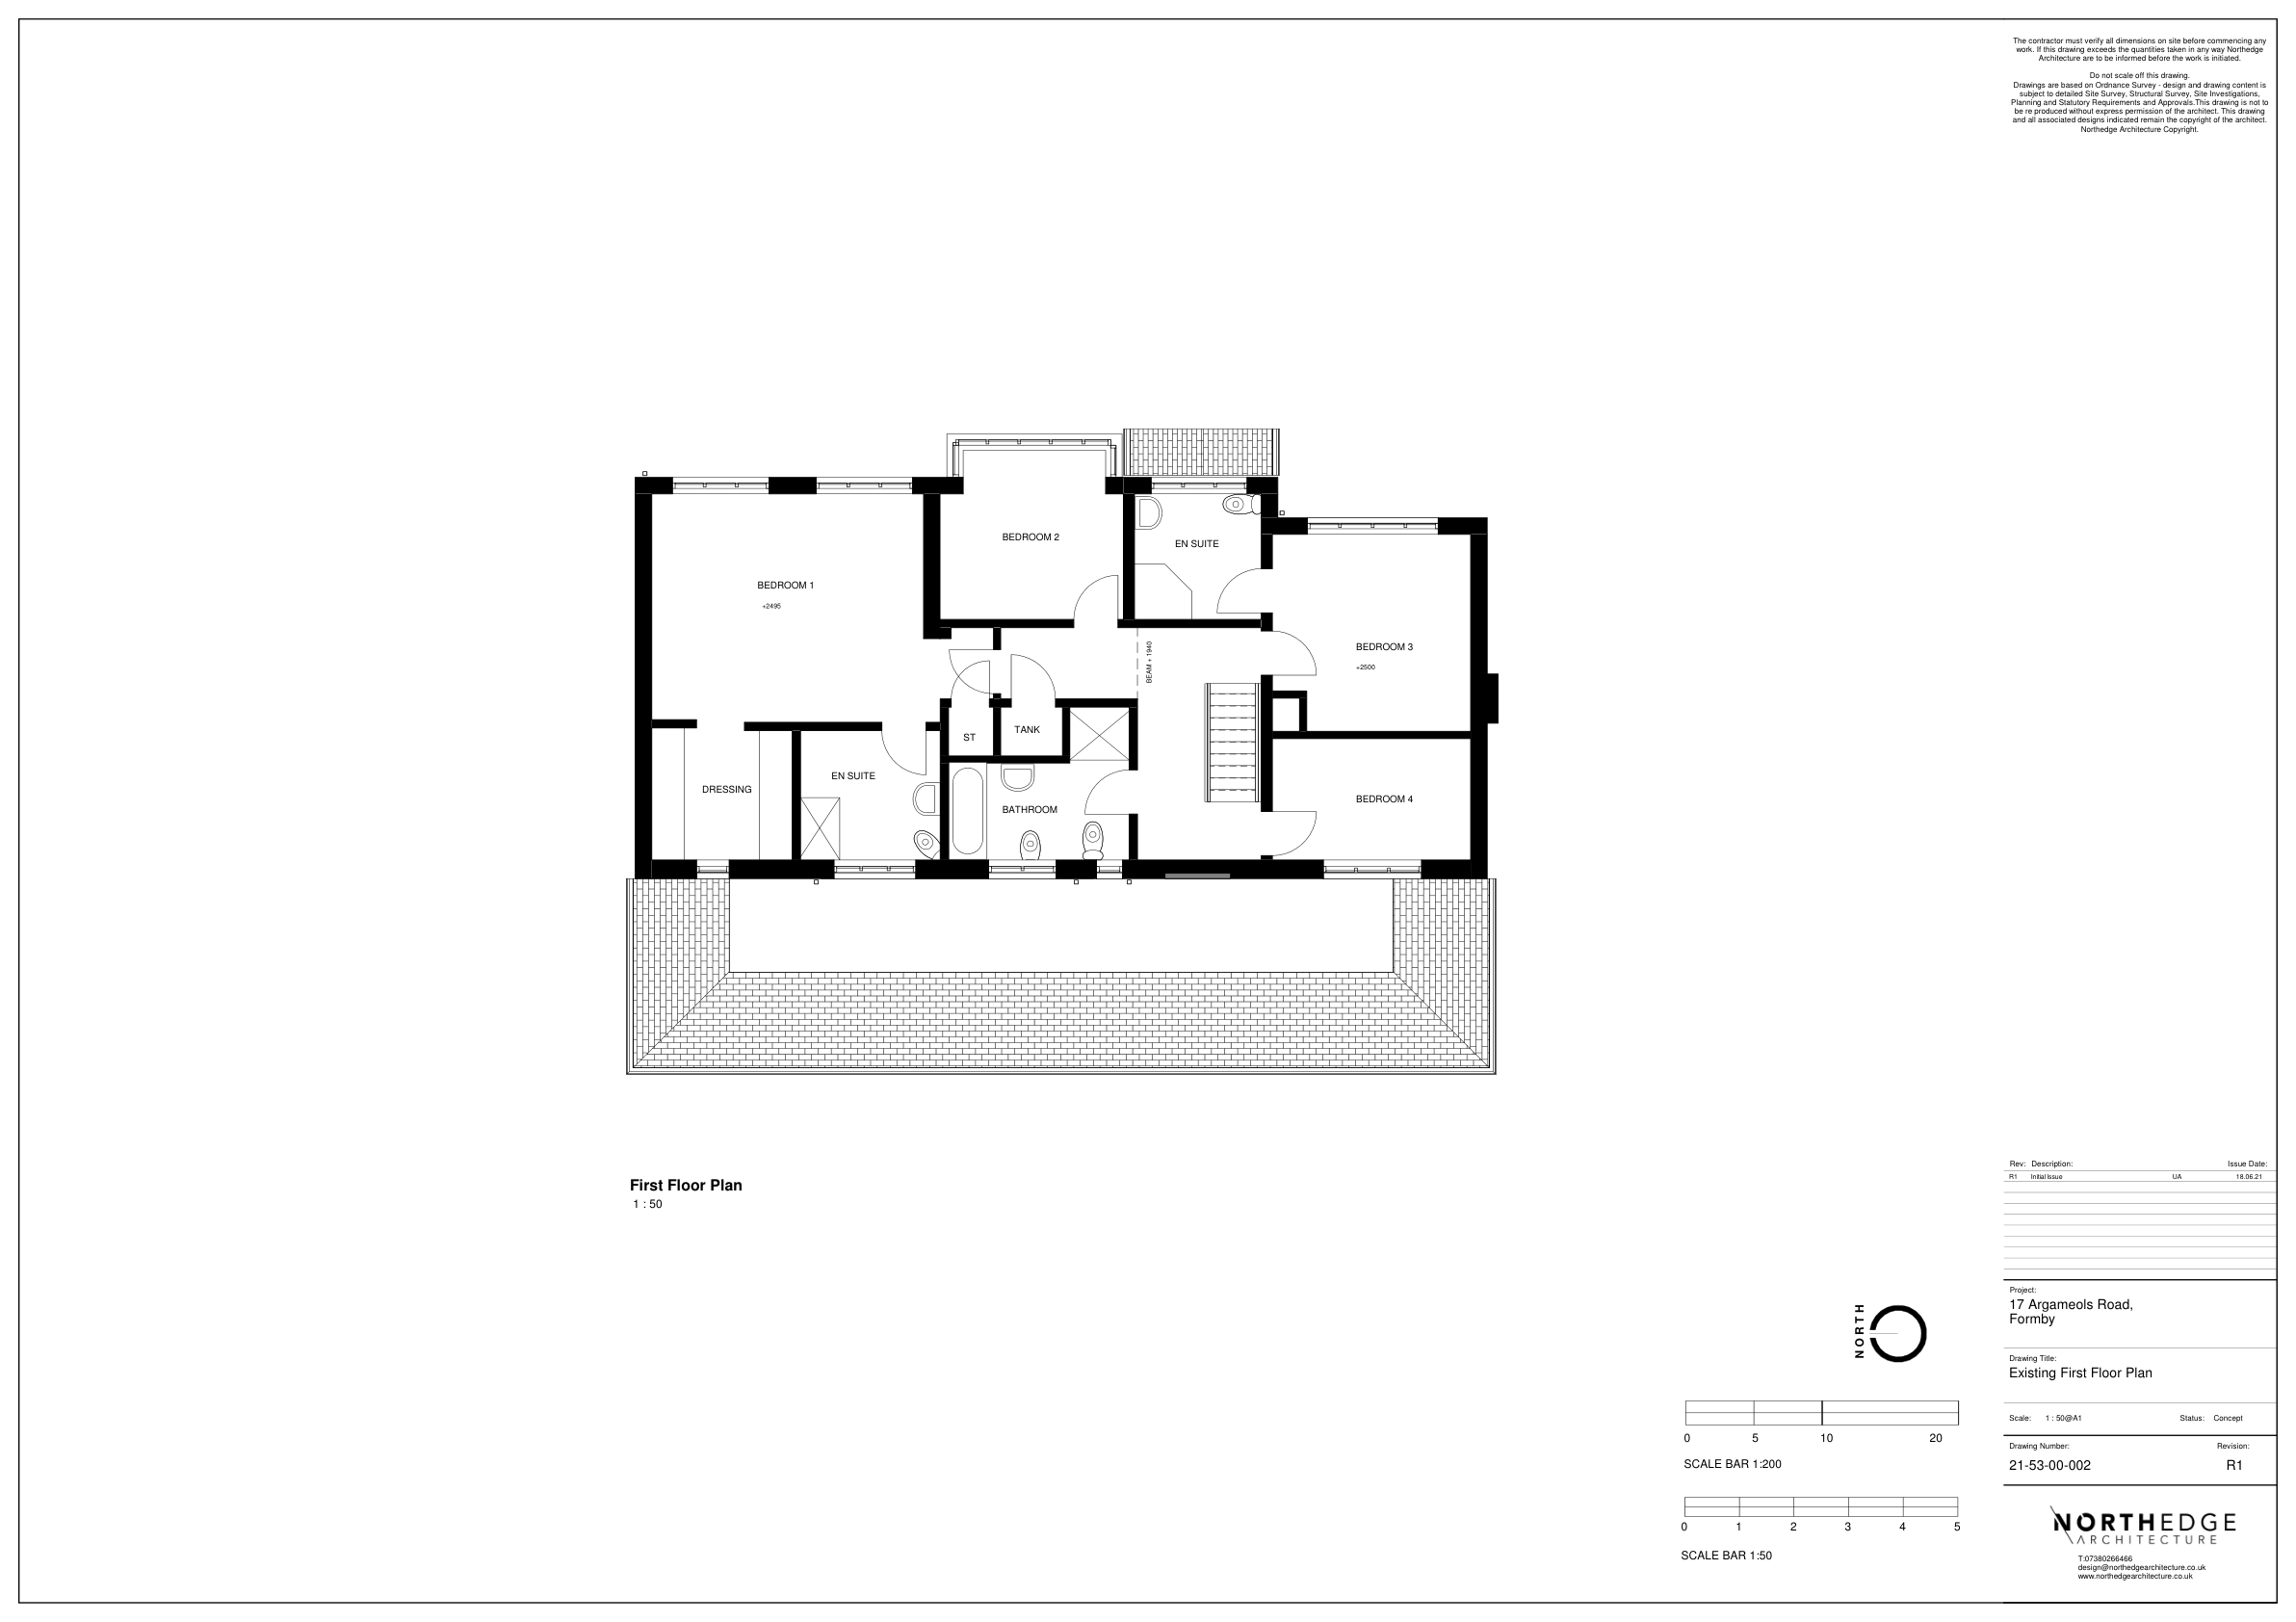 The contractor must verify all dimensions on site before commencing any
work. If this drawing exceeds the quantities taken in any way Northedge
Architecture are to be informed before the work is initiated.
Do not scale off this drawing.
Drawings are based on Ordnance Survey - design and drawing content is
subject to detailed Site Survey, Structural Survey, Site Investigations,
Planning and Statutory Requirements and Approvals.This drawing is not to
be re produced without express permission of the architect. This drawing
and all associated designs indicated remain the copyright of the architect.
Northedge Architecture Copyright.
BEDROOM 2
EN SUITE
BEDROOM 1
+2495
BEAM + 1940
BEDROOM 3
+2500
ST
TANK
EN SUITE
DRESSING
BATHROOM
BEDROOM 4
First Floor Plan
1 : 50
NORTH
0 5 10 20
SCALE BAR 1:200
0 1 2 3 4 5
SCALE BAR 1:50
Rev: Description: Issue Date:
R1 Initial Issue UA 18.06.21
Project:
17 Argameols Road,
Formby
Drawing Title:
Existing First Floor Plan
Scale: 1 : 50@A1 Status: Concept
Drawing Number: Revision:
21-53-00-002 R1
NORTHEDGE
ARCHITECTURE
T:07380266466
design@northedgearchitecture.co.uk
www.northedgearchitecture.co.uk